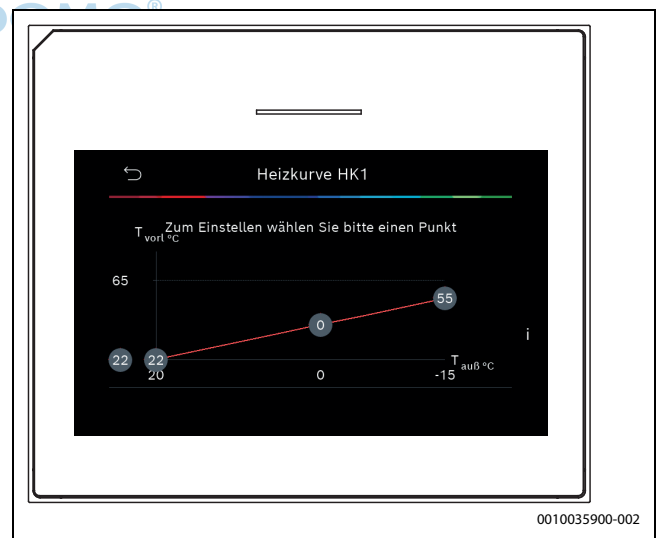 Heizkurve HK1
T vorl °C
Zum Einstellen wählen Sie bitte einen Punkt
65
55
0
22 22
T auß °C
20 0 -15
i
0010035900-002